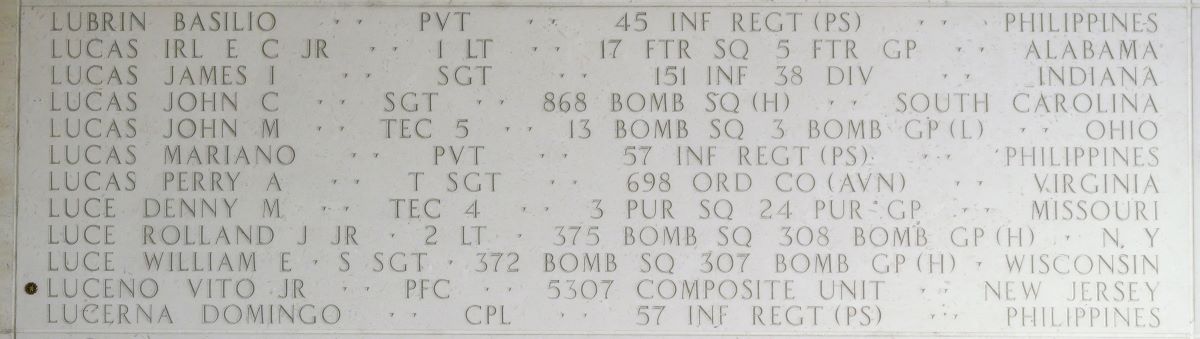 LUBRIN BASILIO · · PVT · · 45 INF REGT (PS) · · PHILIPPINES
LUCAS IRL E C JR · · 1 LT · · 17 FTR SQ 5 FTR GP · · ALABAMA
LUCAS JAMES I · · SGT · · 151 INF 38 DIV · · INDIANA
LUCAS JOHN C · · SGT · · 868 BOMB SQ (H) · · SOUTH CAROLINA
LUCAS JOHN M · · TEC 5 · · 13 BOMB SQ 3 BOMB GP (L) · · OHIO
LUCAS MARIANO · · PVT · · 57 INF REGT (PS) · · PHILIPPINES
LUCAS PERRY A · · T SGT · · 698 ORD CO (AVN) · · VIRGINIA
LUCE DENNY M · · TEC 4 · · 3 PUR SQ 24 PUR GP · · MISSOURI
LUCE ROLLAND J JR · 2 LT · 375 BOMB SQ 308 BOMB GP (H) · N Y
LUCE WILLIAM E · S SGT · 372 BOMB SQ 307 BOMB GP (H) · WISCONSIN
LUCENO VITO JR · · PFC · · 5307 COMPOSITE UNIT · · NEW JERSEY
LUCERNA DOMINGO · · CPL · · 57 INF REGT (PS) · · PHILIPPINES